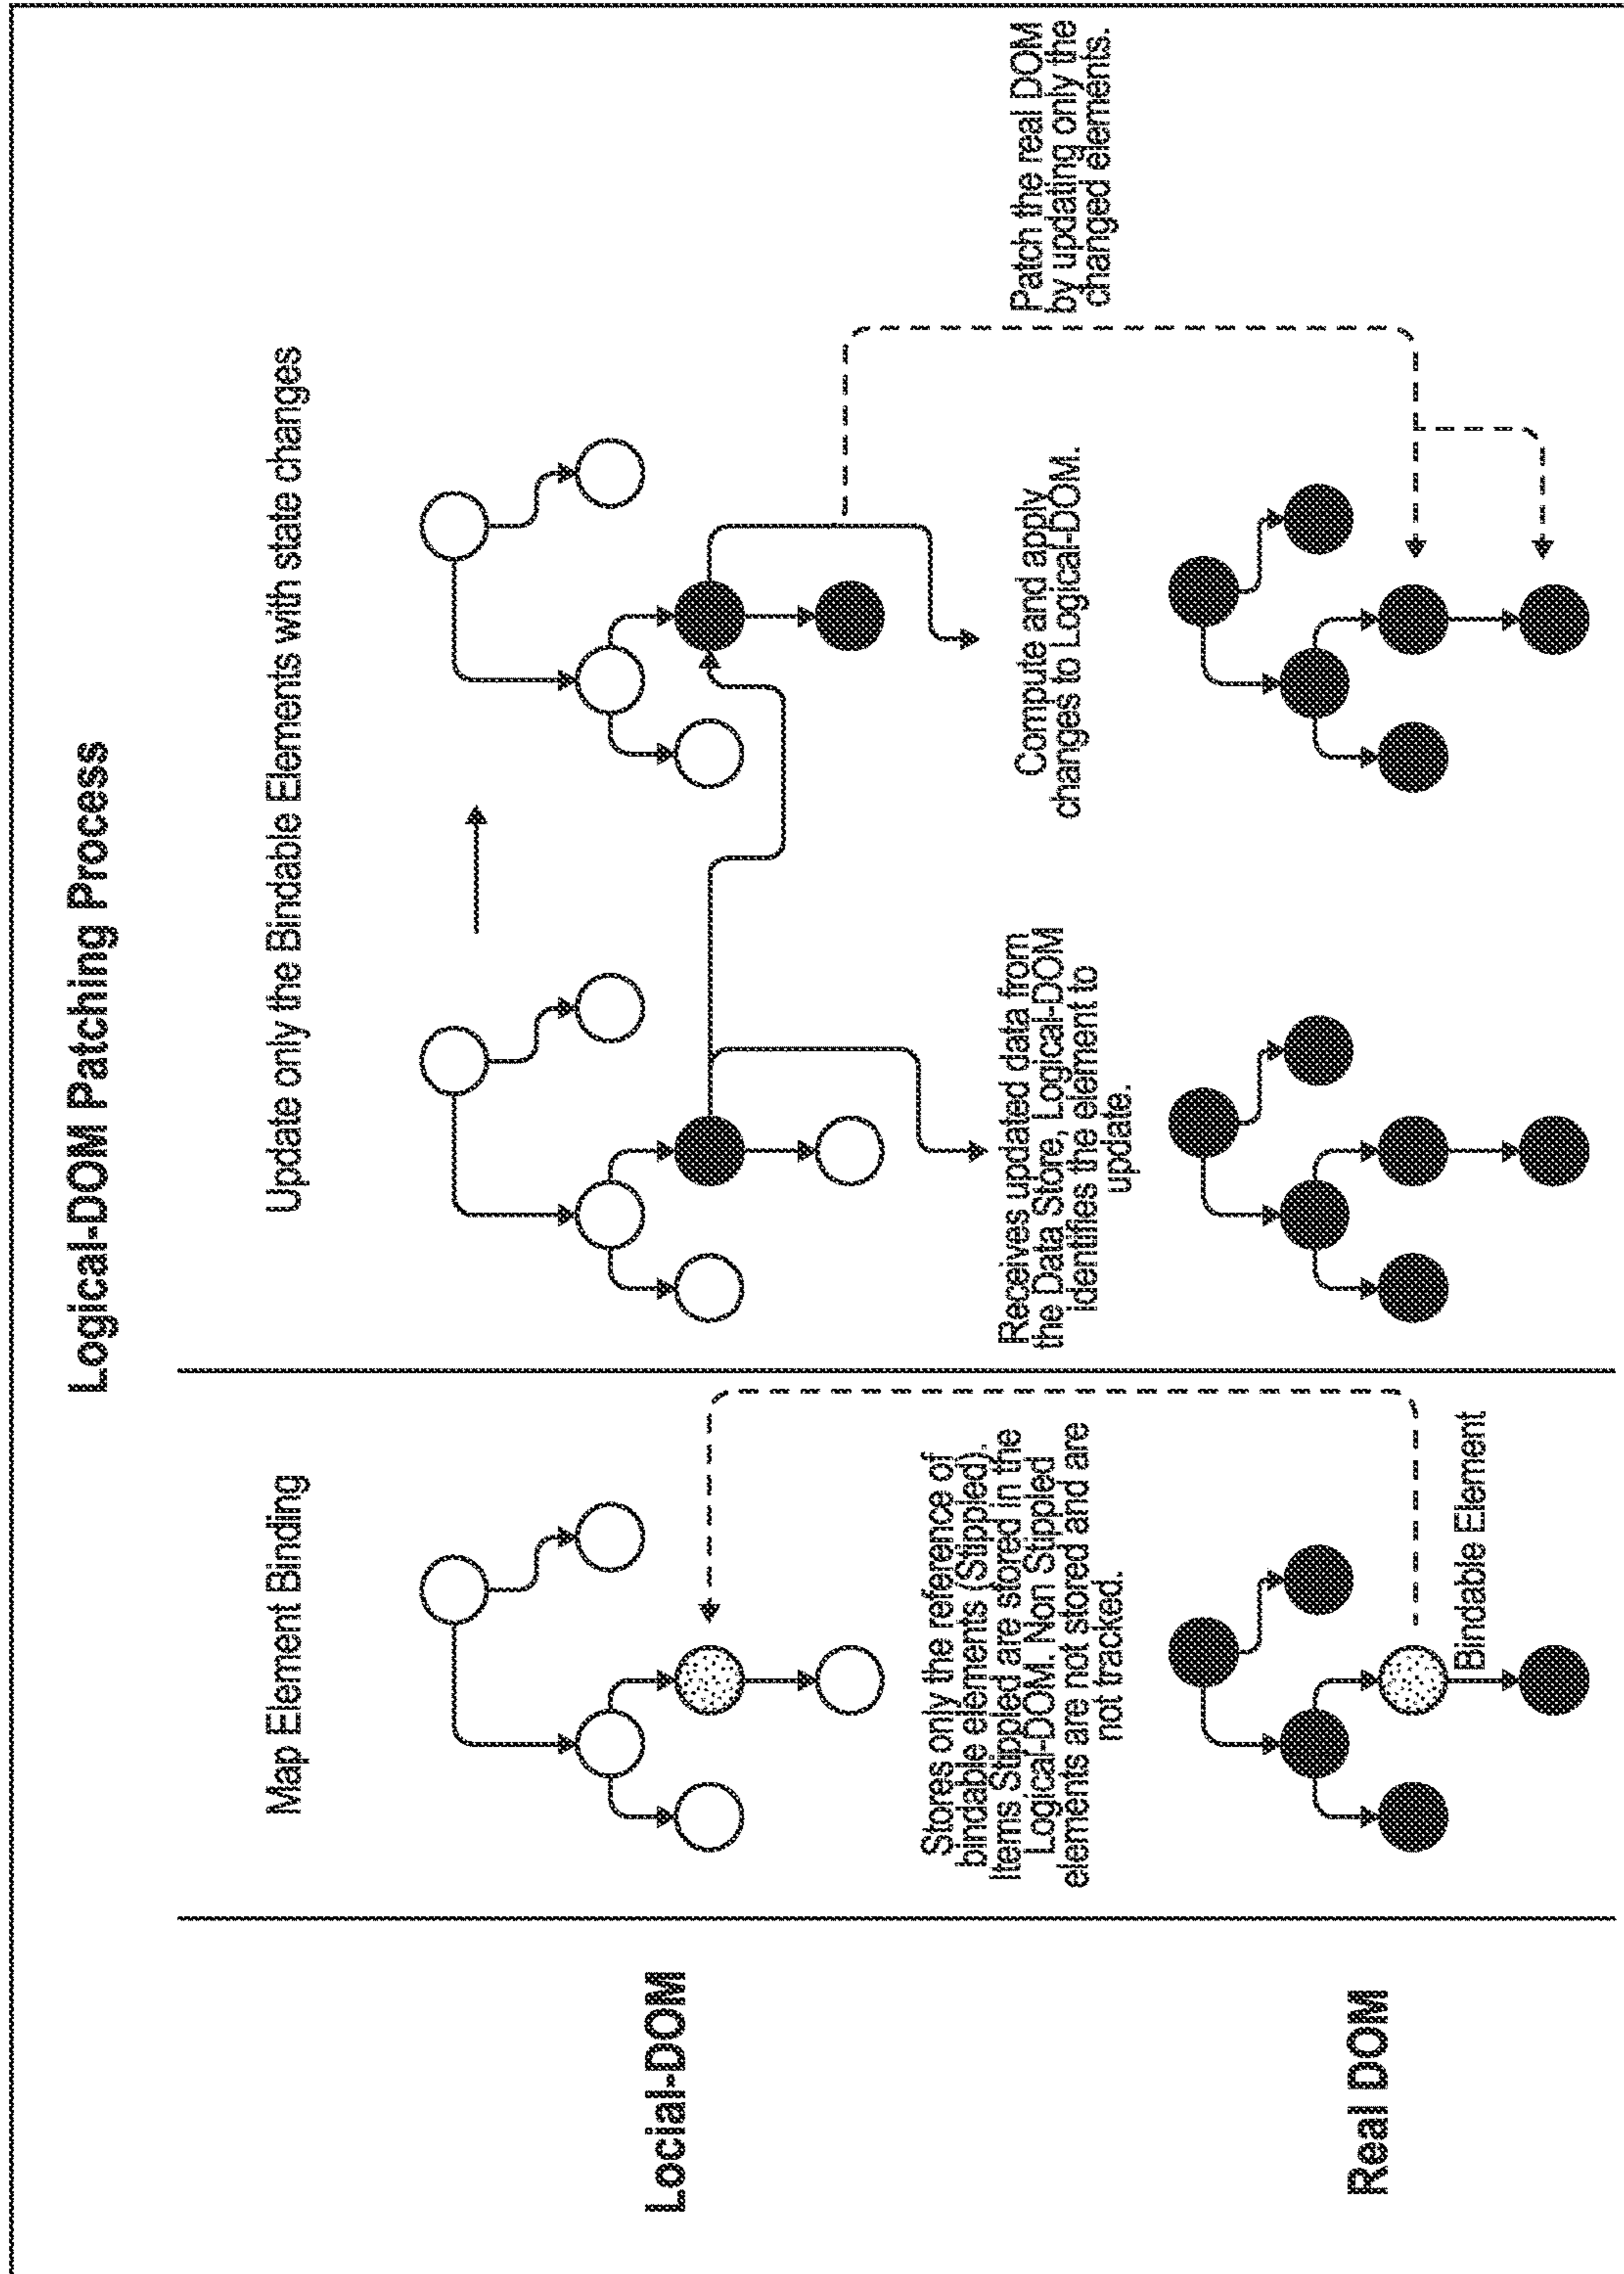 Logical-DOM Patching Process
Map Element Binding
Update only the Bindable Elements with state changes
Locial-DOM
Stores only the reference of
bindable elements (Stippled).
Items Stippled are stored in the
Logical-DOM. Non Stippled
elements are not stored and are
not tracked.
Receives updated data from
the Data Store, Logical-DOM
identifies the element to
update.
Compute and apply
changes to Logical-DOM.
Patch the real DOM
by updating only the
changed elements.
Real DOM
Bindable Element